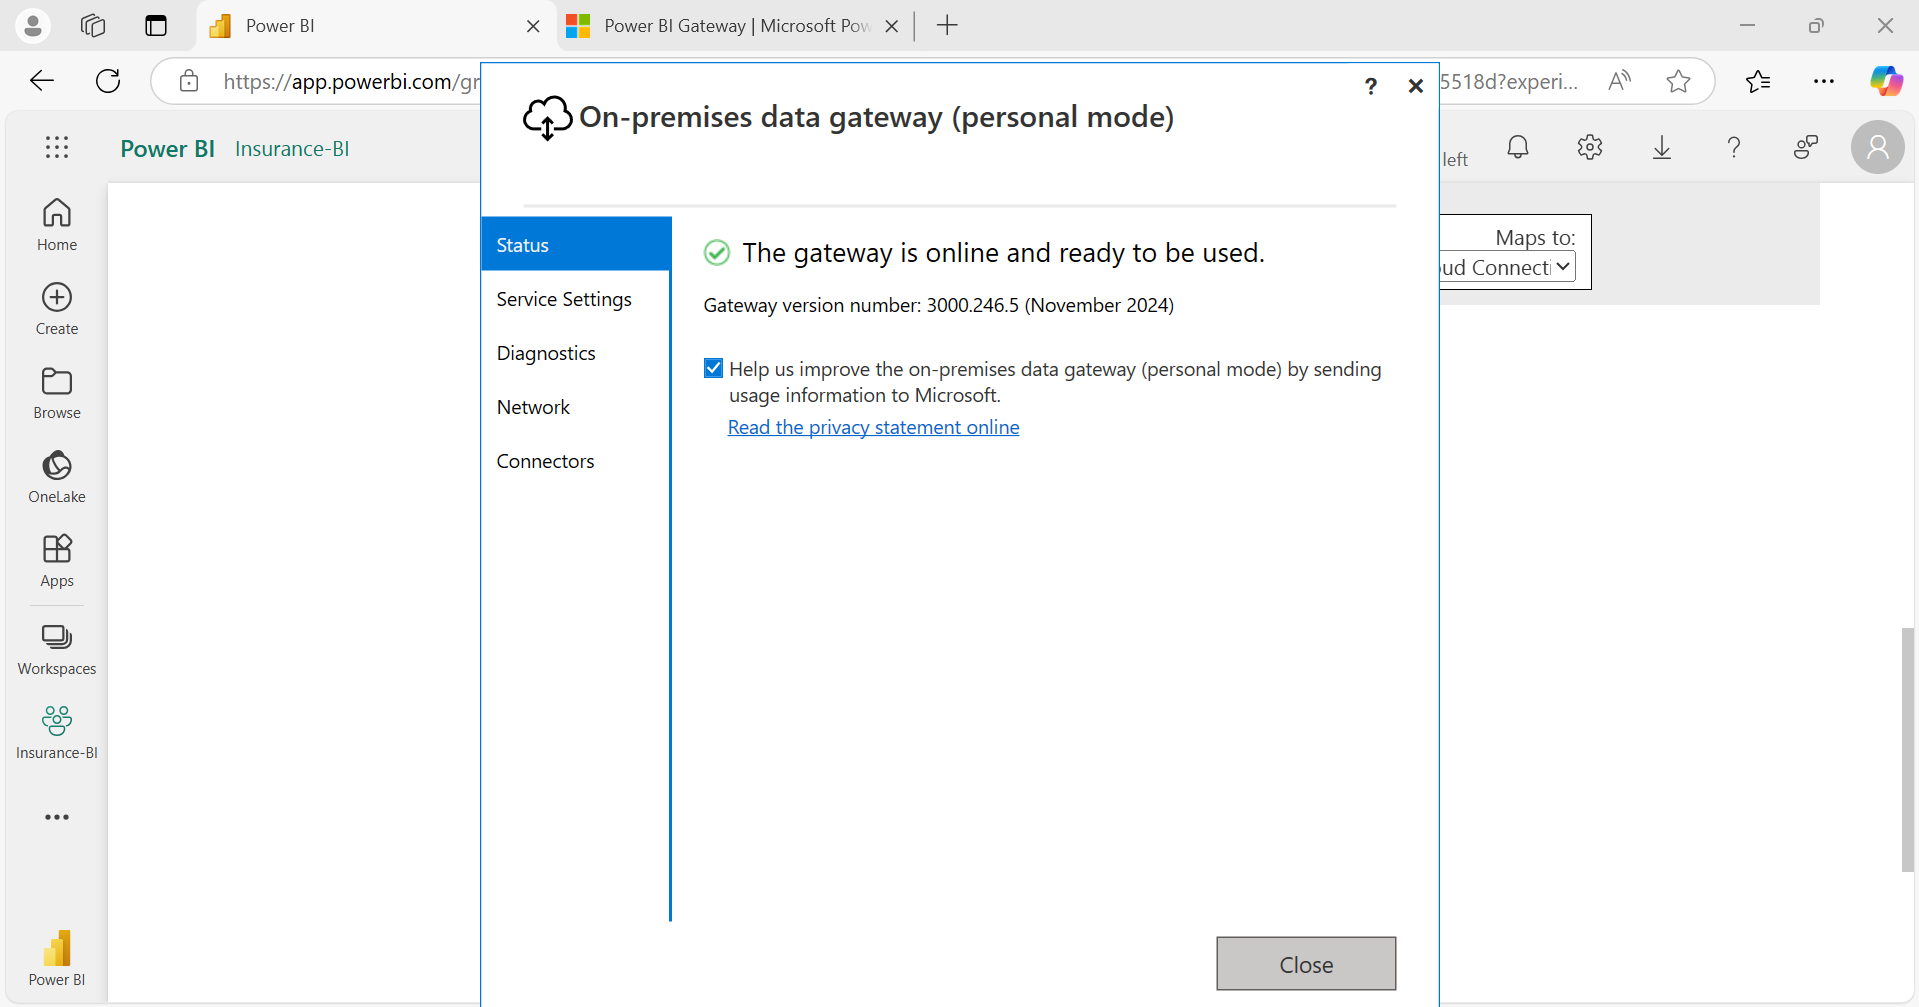 Power BI
Power BI Gateway | Microsoft Pow
https://app.powerbi.com/gr
5518d?experi...
On-premises data gateway (personal mode)
Power BI Insurance-BI
left
Home
Create
Browse
OneLake
Apps
Workspaces
Insurance-BI
Power BI
Status
Service Settings
Diagnostics
Network
Connectors
The gateway is online and ready to be used.
Gateway version number: 3000.246.5 (November 2024)
Help us improve the on-premises data gateway (personal mode) by sending
usage information to Microsoft.
Read the privacy statement online
Maps to:
oud Connecti
Close